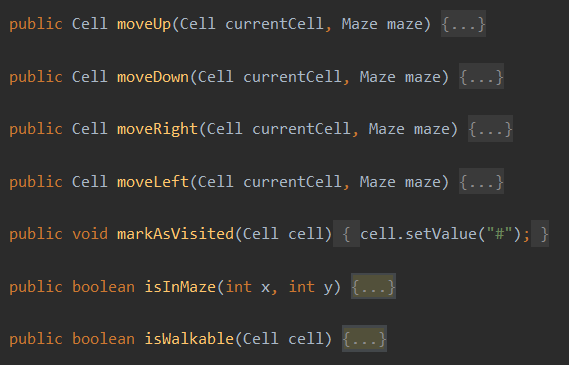 public Cell moveUp(Cell currentCell, Maze maze) {...}
public Cell moveDown(Cell currentCell, Maze maze) {...}
public Cell moveRight(Cell currentCell, Maze maze) {...}
public Cell moveLeft(Cell currentCell, Maze maze) {...}
public void markAsVisited(Cell cell) { cell.setValue("#"); }
public boolean isInMaze(int x, int y) {...}
public boolean isWalkable(Cell cell) {...}